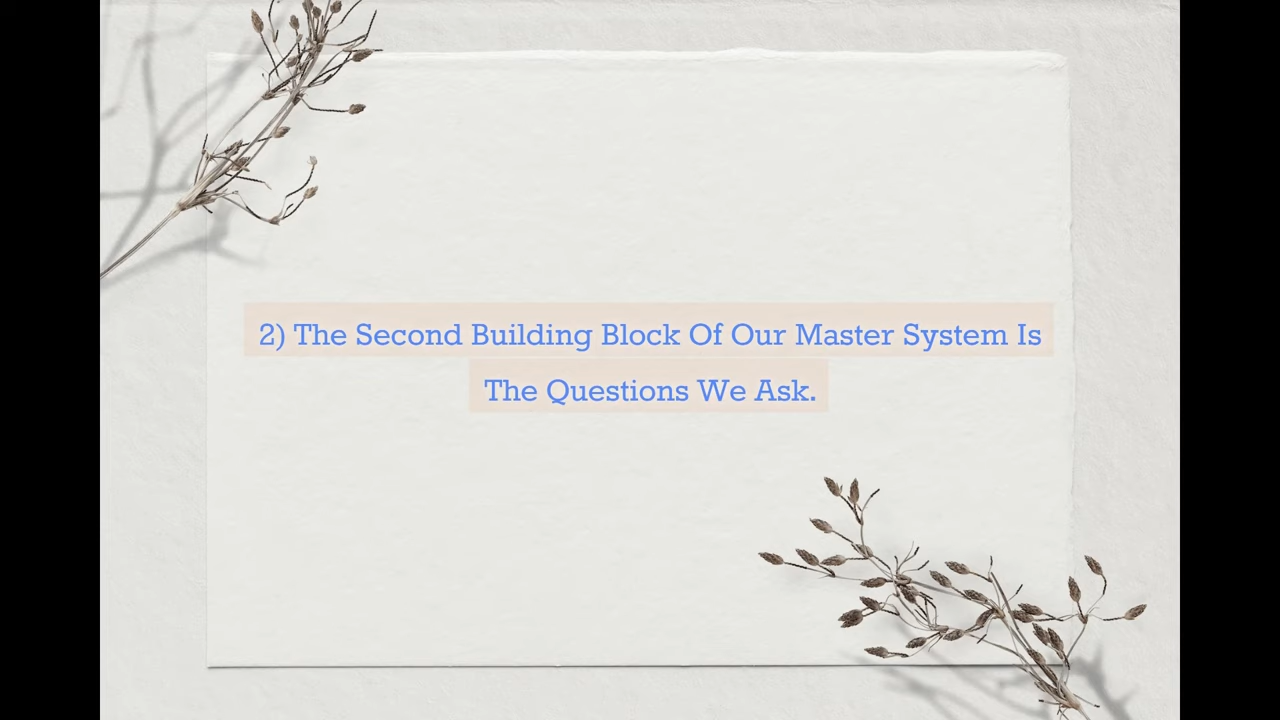 2) The Second Building Block Of Our Master System Is
The Questions We Ask.